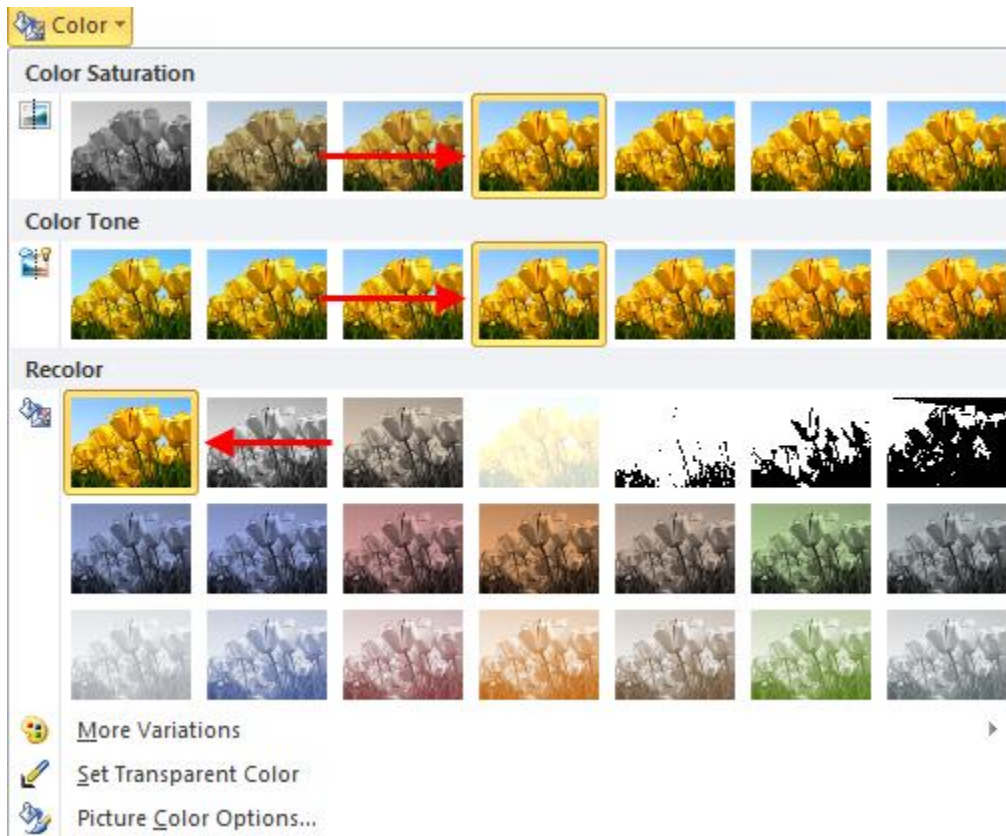 Color
Color Saturation
Color Tone
Recolor
More Variations
Set Transparent Color
Picture Color Options...